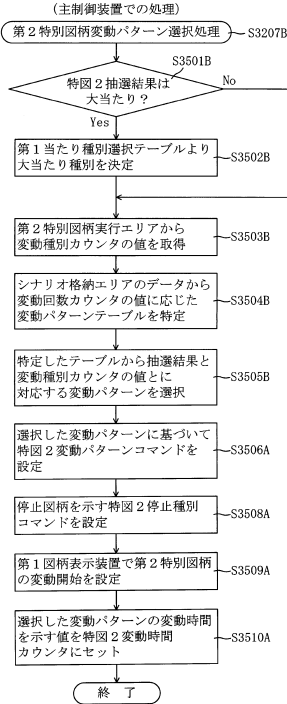 （主制御装置での処理）
第２特別図柄変動パターン選択処理
S3207B
S3501B
特図２抽選結果は
大当たり？
No
Yes
第１当たり種別選択テーブルより
大当たり種別を決定
S3502B
第２特別図柄実行エリアから
変動種別カウンタの値を取得
S3503B
シナリオ格納エリアのデータから
変動回数カウンタの値に応じた
変動パターンテーブルを特定
S3504B
特定したテーブルから抽選結果と
変動種別カウンタの値とに
対応する変動パターンを選択
S3505B
選択した変動パターンに基づいて
特図２変動パターンコマンドを
設定
S3506A
停止図柄を示す特図２停止種別
コマンドを設定
S3508A
第１図柄表示装置で第２特別図柄
の変動開始を設定
S3509A
選択した変動パターンの変動時間
を示す値を特図２変動時間
カウンタにセット
S3510A
終 了